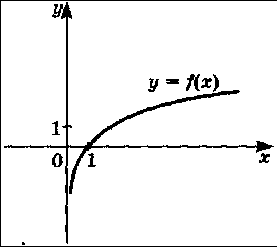 y
y = f(x)
1
0 1 x